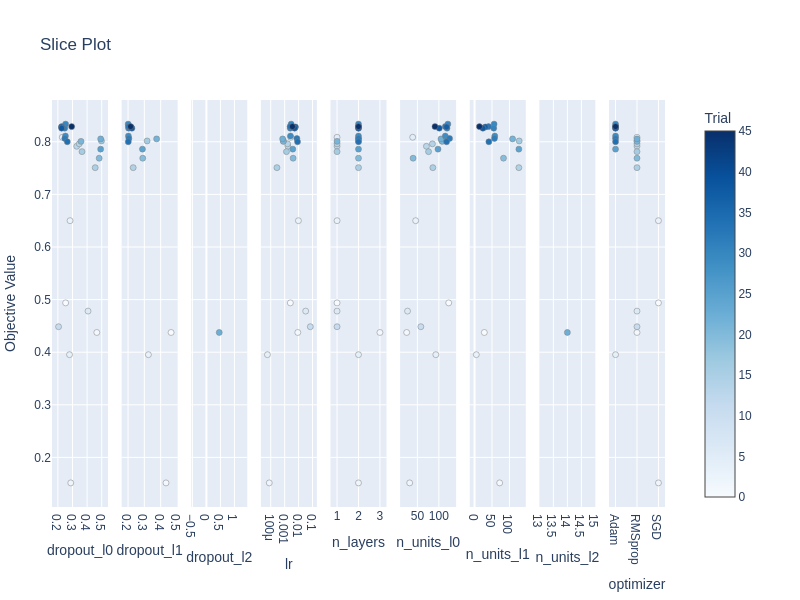 Slice Plot
Trial
Objective Value
0.8
0.7
0.6
0.5
0.4
0.3
0.2
45
40
35
30
25
20
15
10
5
0
0.2 0.3 0.4 0.5
0.2 0.3 0.4 0.5
−0.5 0 0.5 1
100μ 0.001 0.01 0.1
1 2 3
50 100
0 50 100
13 13.5 14 14.5 15
Adam RMSprop SGD
dropout_l0 dropout_l1 dropout_l2 lr n_layers n_units_l0 n_units_l1 n_units_l2 optimizer